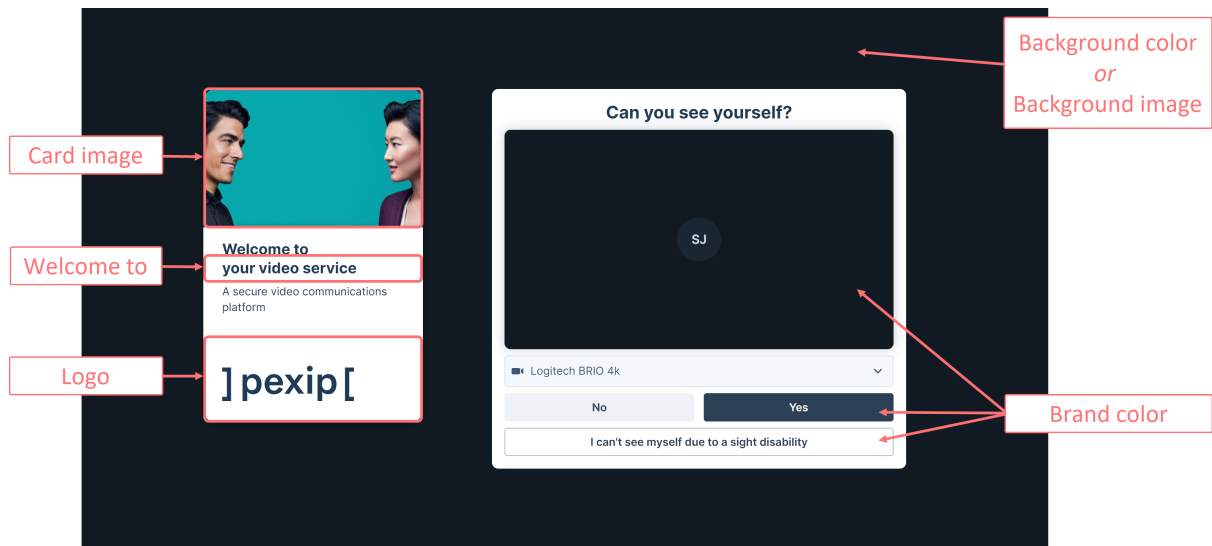 Background color
or
Background image
Can you see yourself?
Card image
SJ
Welcome to
Welcome to
your video service
A secure video communications
platform
Logitech BRIO 4k
Logo
]pexip[
No
Yes
Brand color
I can't see myself due to a sight disability